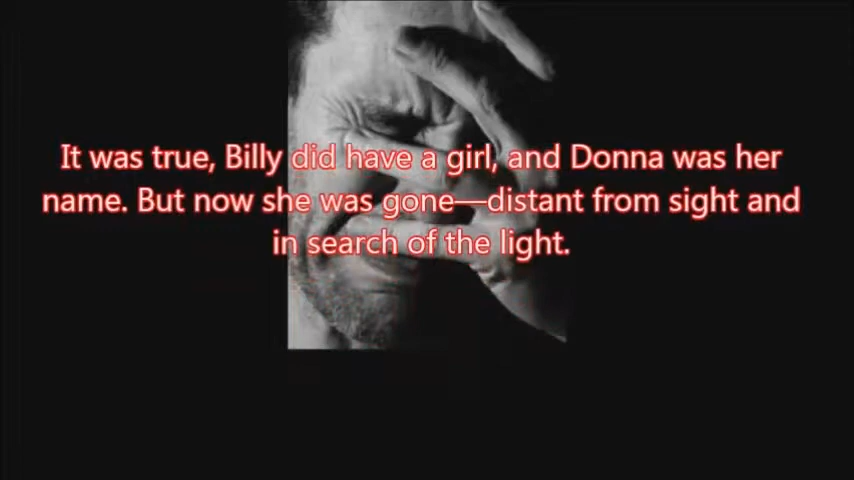 It was true, Billy did have a girl, and Donna was her
name. But now she was gone—distant from sight and
in search of the light.